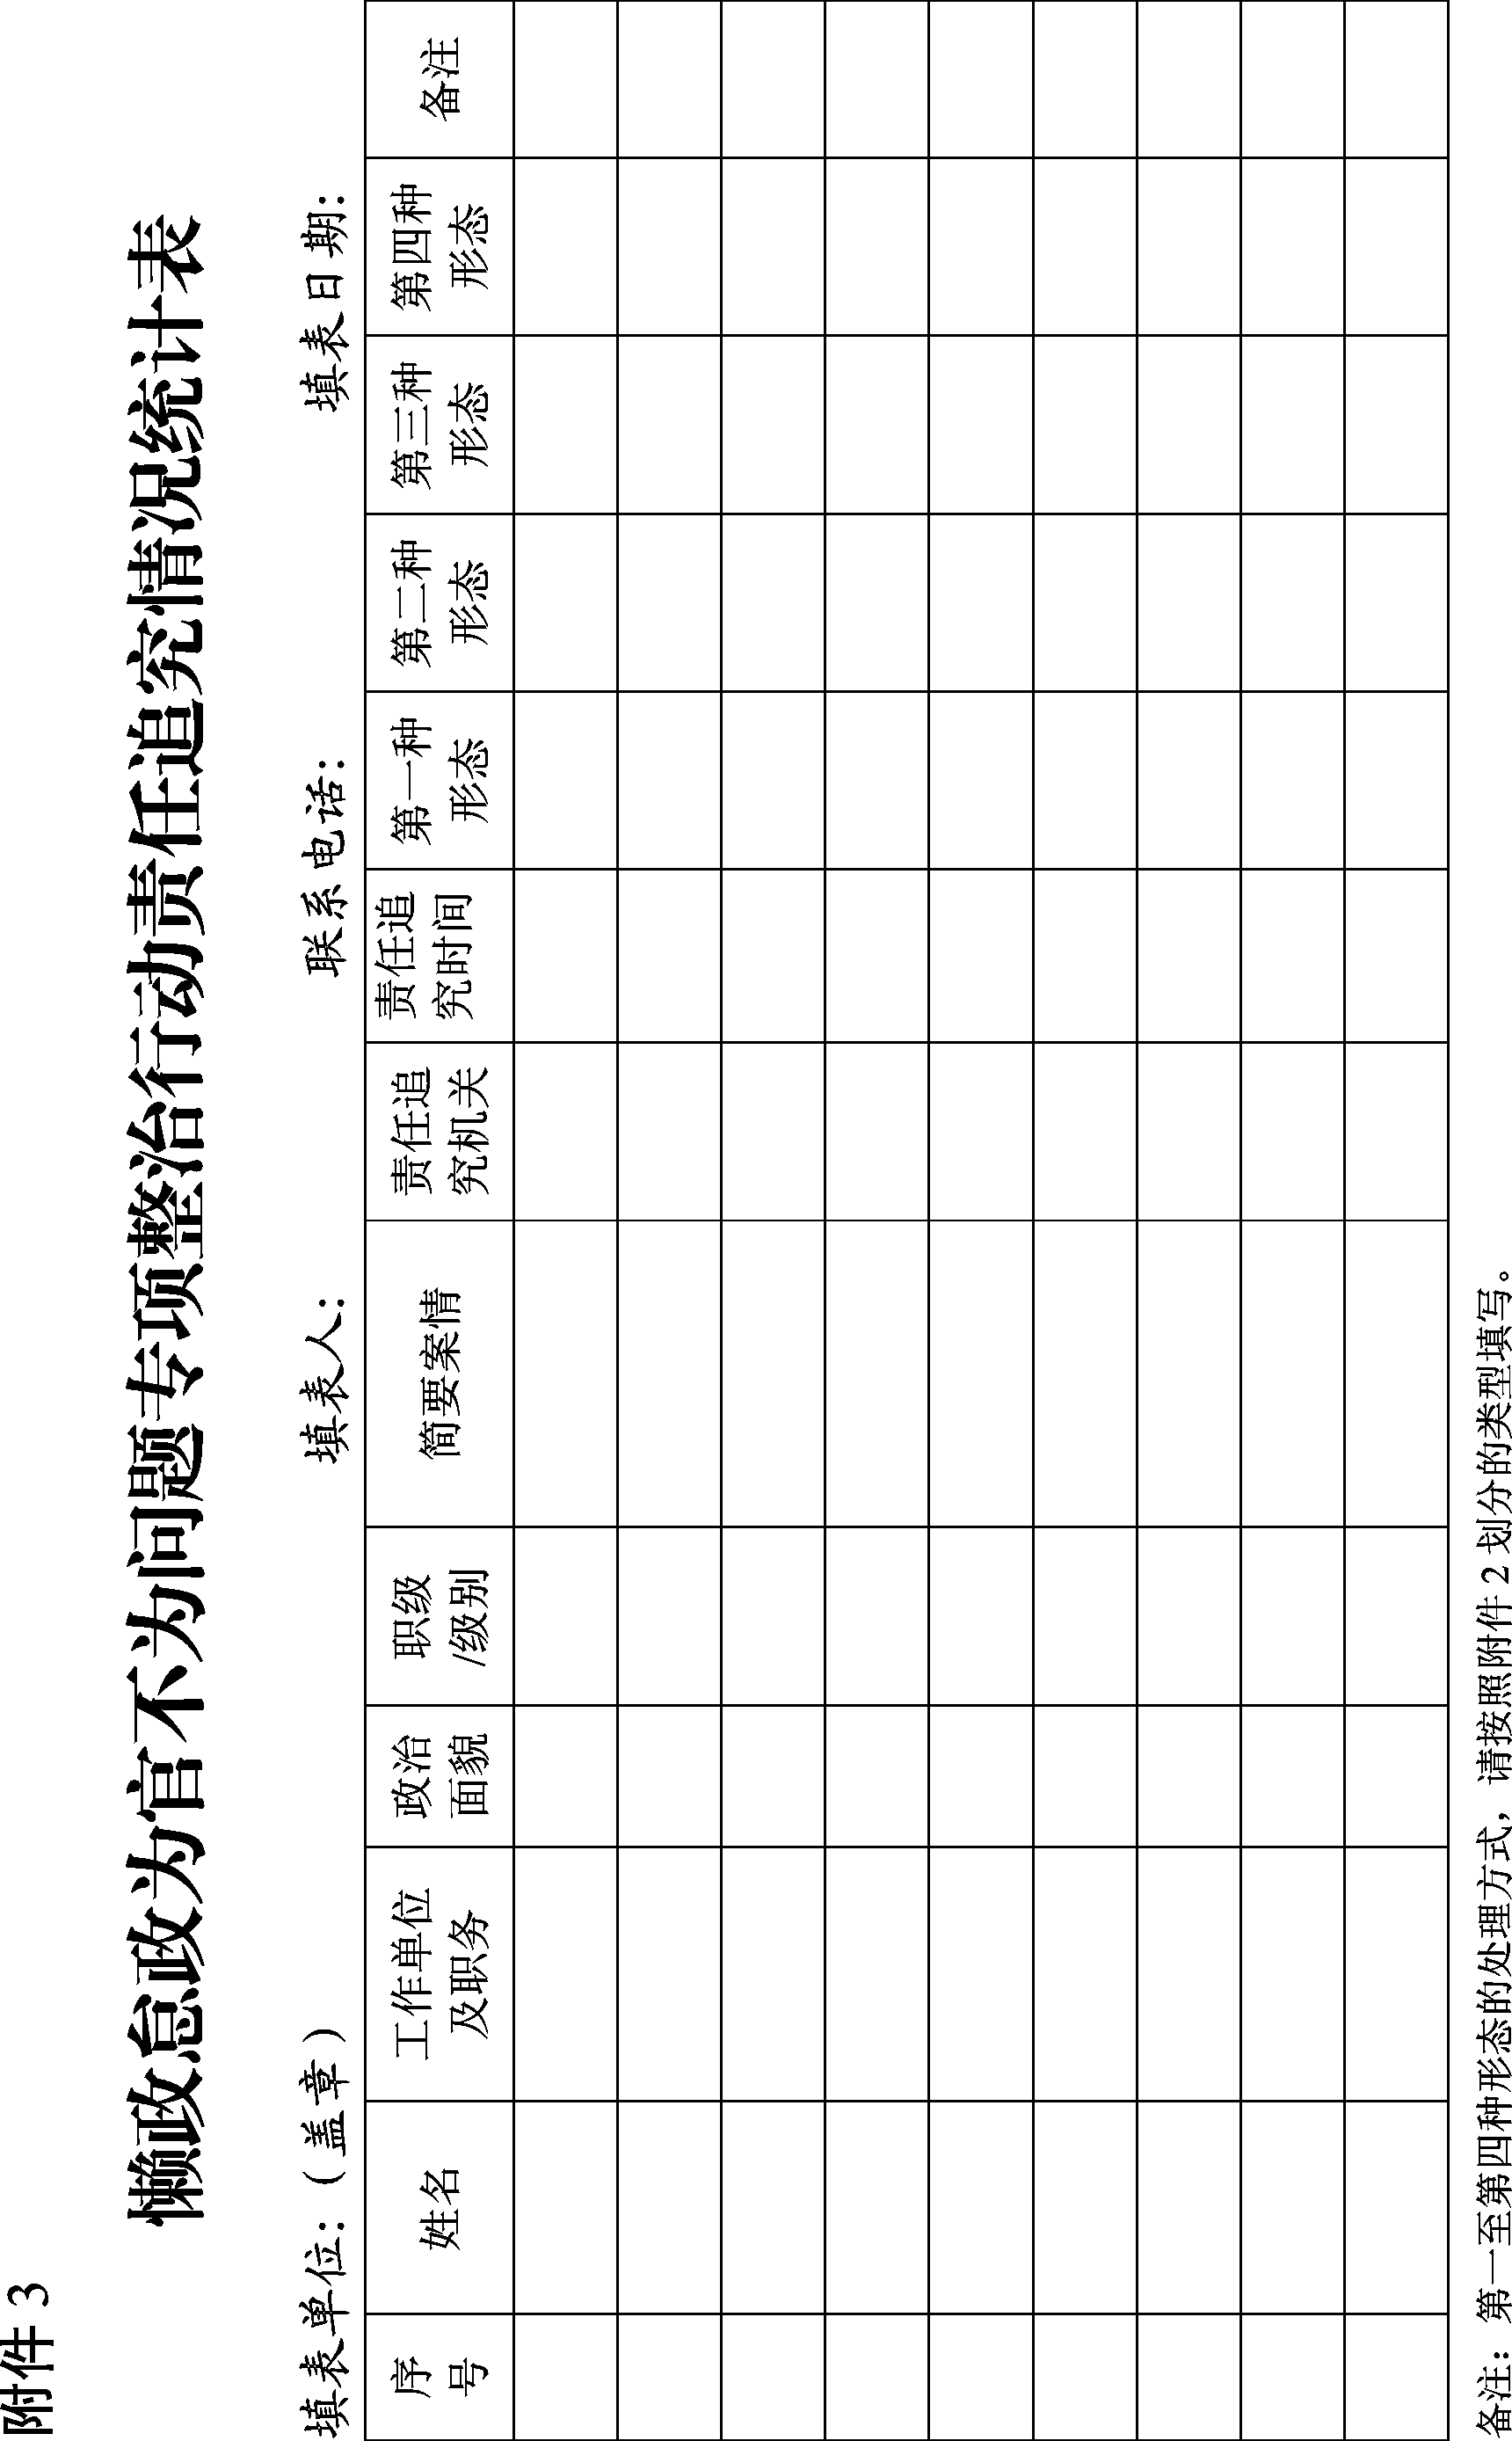 附件 3
懒政怠政为官不为问题专项整治行动责任追究情况统计表
填表单位：（盖章） 填表人： 联系电话： 填表日期：
序号 姓名 工作单位及职务 政治面貌 职级/级别 简要案情 责任追究机关 责任追究时间 第一种形态 第二种形态 第三种形态 第四种形态 备注
备注：第一至第四种形态的处理方式，请按照附件 2 划分的类型填写。